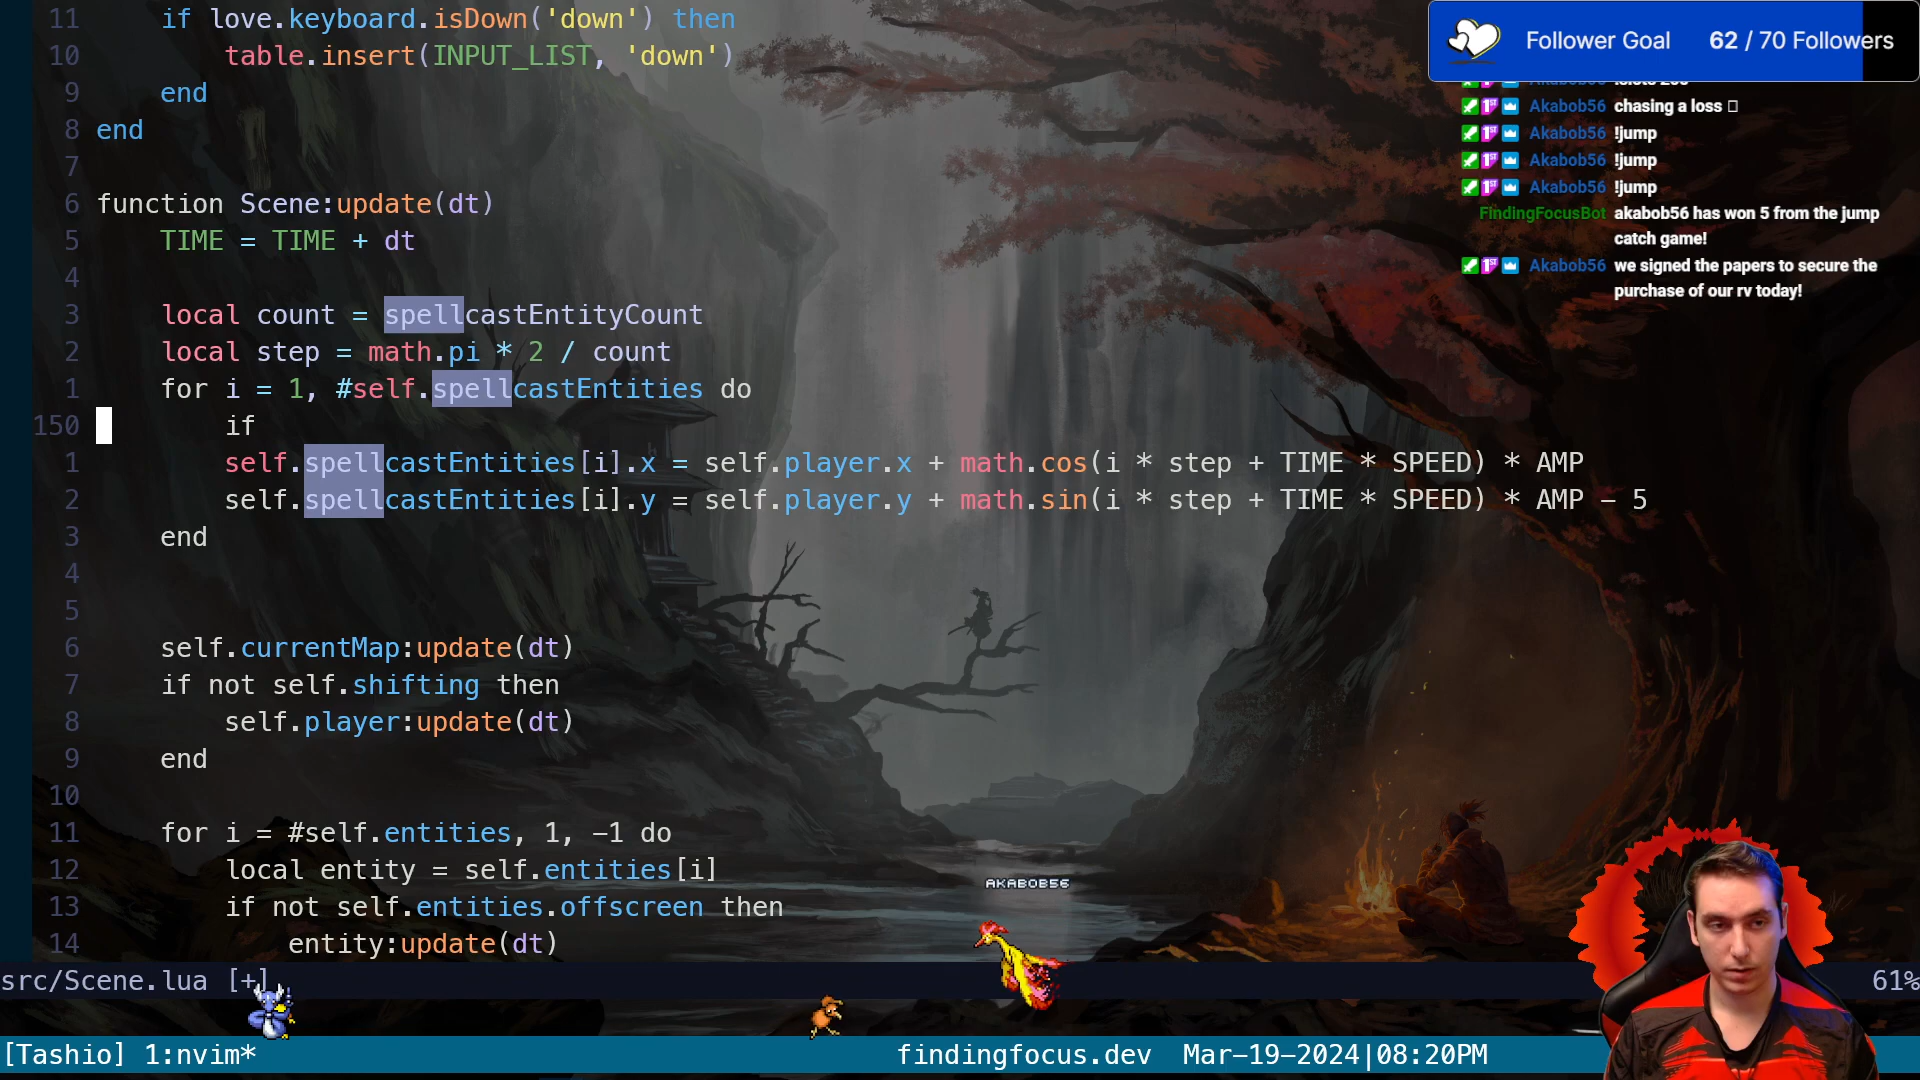 11 if love.keyboard.isDown('down') then
10 table.insert(INPUT_LIST, 'down')
9 end
8 end
7
6 function Scene:update(dt)
5 TIME = TIME + dt
4
3 local count = spellcastEntityCount
2 local step = math.pi * 2 / count
1 for i = 1, #self.spellcastEntities do
150 if
1 self.spellcastEntities[i].x = self.player.x + math.cos(i * step + TIME * SPEED) * AMP
2 self.spellcastEntities[i].y = self.player.y + math.sin(i * step + TIME * SPEED) * AMP – 5
3 end
4
5
6 self.currentMap:update(dt)
7 if not self.shifting then
8 self.player:update(dt)
9 end
10
11 for i = #self.entities, 1, –1 do
12 local entity = self.entities[i]
13 if not self.entities.offscreen then
14 entity:update(dt)
src/Scene.lua [+] 61%
[Tashio] 1:nvim* findingfocus.dev Mar–19–2024|08:20PM
Follower Goal 62 / 70 Followers
Akabob56 chasing a loss
Akabob56 !jump
Akabob56 !jump
Akabob56 !jump
FindingFocusBot akabob56 has won 5 from the jump
catch game!
Akabob56 we signed the papers to secure the
purchase of our rv today!
AKABOB56